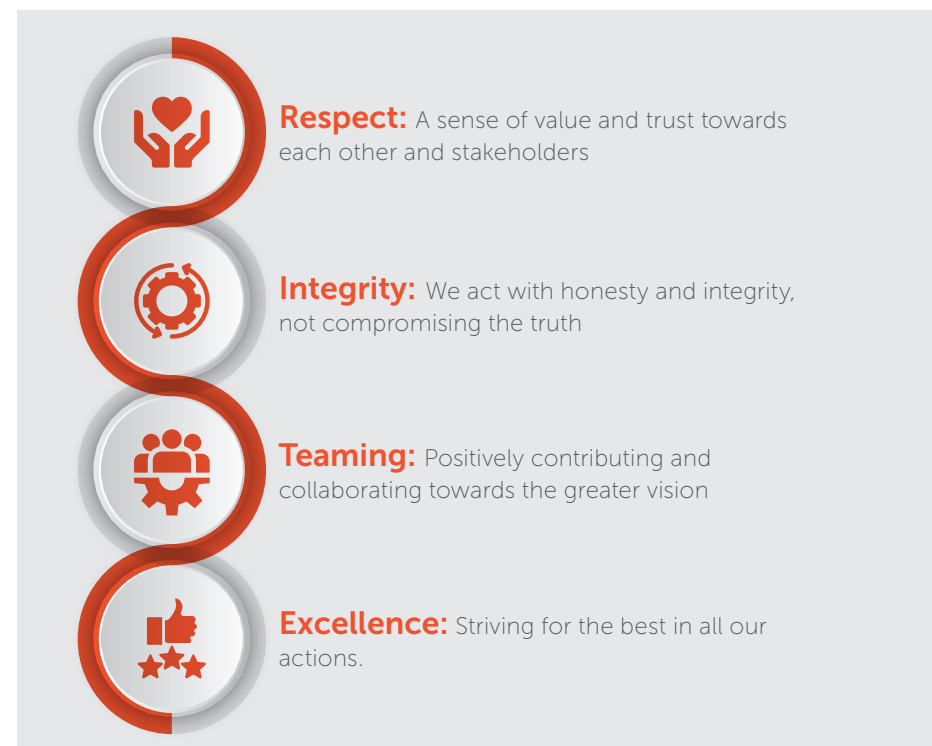 Respect: A sense of value and trust towards
each other and stakeholders
Integrity: We act with honesty and integrity,
not compromising the truth
Teaming: Positively contributing and
collaborating towards the greater vision
Excellence: Striving for the best in all our
actions.